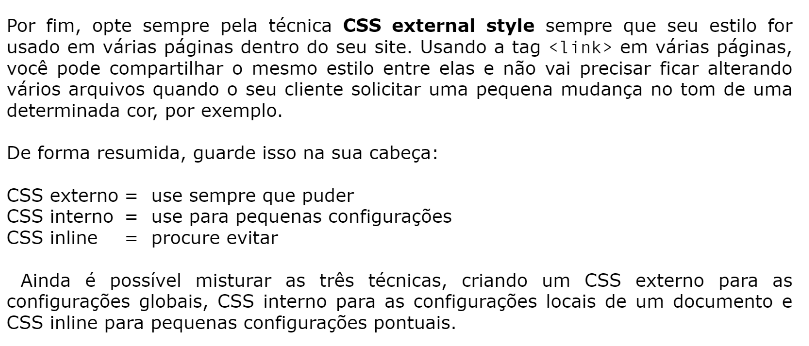 Por fim, opte sempre pela técnica CSS external style sempre que seu estilo for
usado em várias páginas dentro do seu site. Usando a tag <link> em várias páginas,
você pode compartilhar o mesmo estilo entre elas e não vai precisar ficar alterando
vários arquivos quando o seu cliente solicitar uma pequena mudança no tom de uma
determinada cor, por exemplo.
De forma resumida, guarde isso na sua cabeça:
CSS externo = use sempre que puder
CSS interno = use para pequenas configurações
CSS inline = procure evitar
Ainda é possível misturar as três técnicas, criando um CSS externo para as
configurações globais, CSS interno para as configurações locais de um documento e
CSS inline para pequenas configurações pontuais.